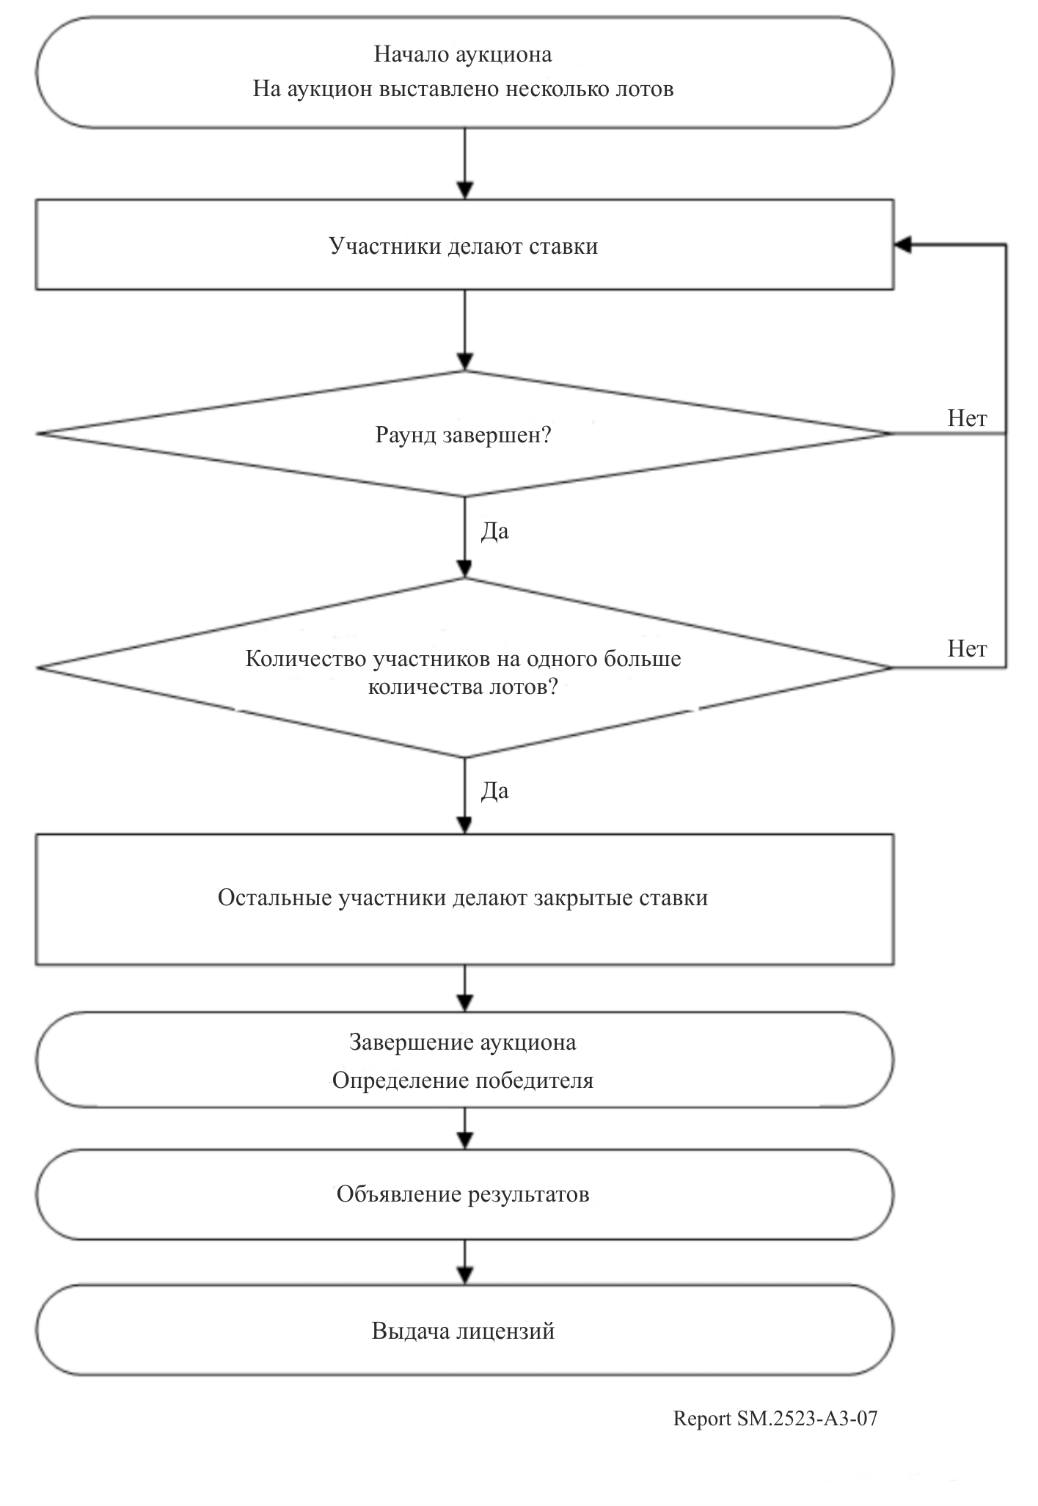 Начало аукциона
На аукцион выставлено несколько лотов
Участники делают ставки
Нет
Раунд завершен?
Да
Нет
Количество участников на одного больше
количества лотов?
Да
Остальные участники делают закрытые ставки
Завершение аукциона
Определение победителя
Объявление результатов
Выдача лицензий
Report SM.2523-A3-07